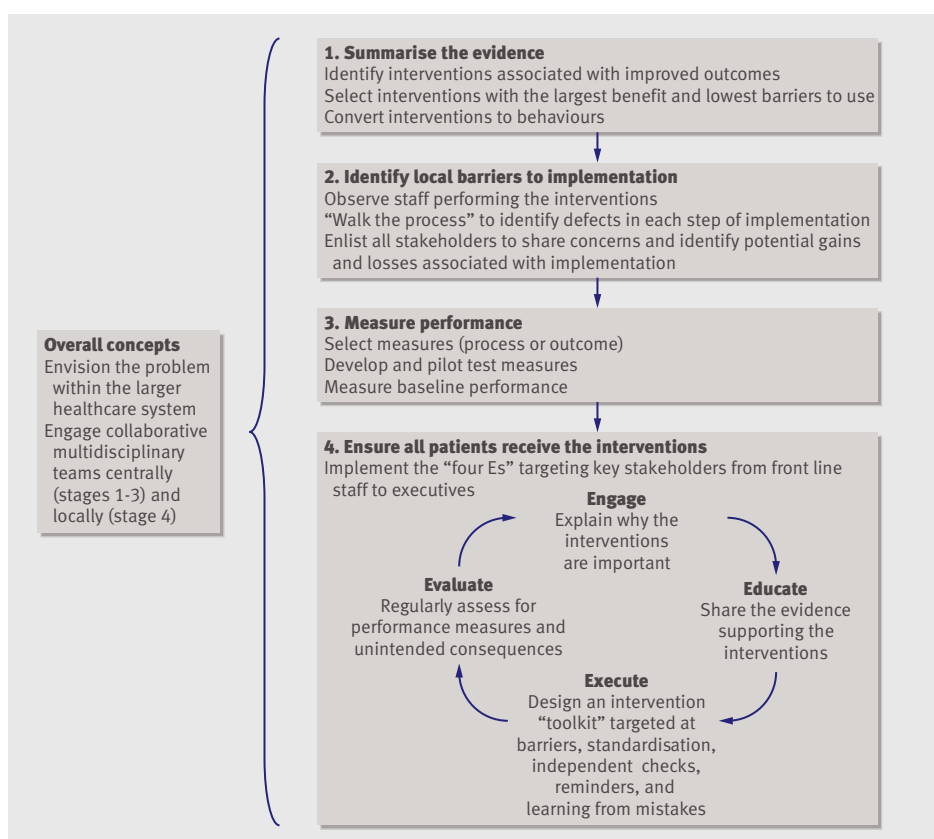 1. Summarise the evidence
Identify interventions associated with improved outcomes
Select interventions with the largest benefit and lowest barriers to use
Convert interventions to behaviours
2. Identify local barriers to implementation
Observe staff performing the interventions
“Walk the process” to identify defects in each step of implementation
Enlist all stakeholders to share concerns and identify potential gains
and losses associated with implementation
Overall concepts
Envision the problem
within the larger
healthcare system
Engage collaborative
multidisciplinary
teams centrally
(stages 1-3) and
locally (stage 4)
3. Measure performance
Select measures (process or outcome)
Develop and pilot test measures
Measure baseline performance
4. Ensure all patients receive the interventions
Implement the “four Es” targeting key stakeholders from front line
staff to executives
Engage
Explain why the
interventions
are important
Educate
Share the evidence
supporting the
interventions
Execute
Design an intervention
“toolkit” targeted at
barriers, standardisation,
independent checks,
reminders, and
learning from mistakes
Evaluate
Regularly assess for
performance measures and
unintended consequences